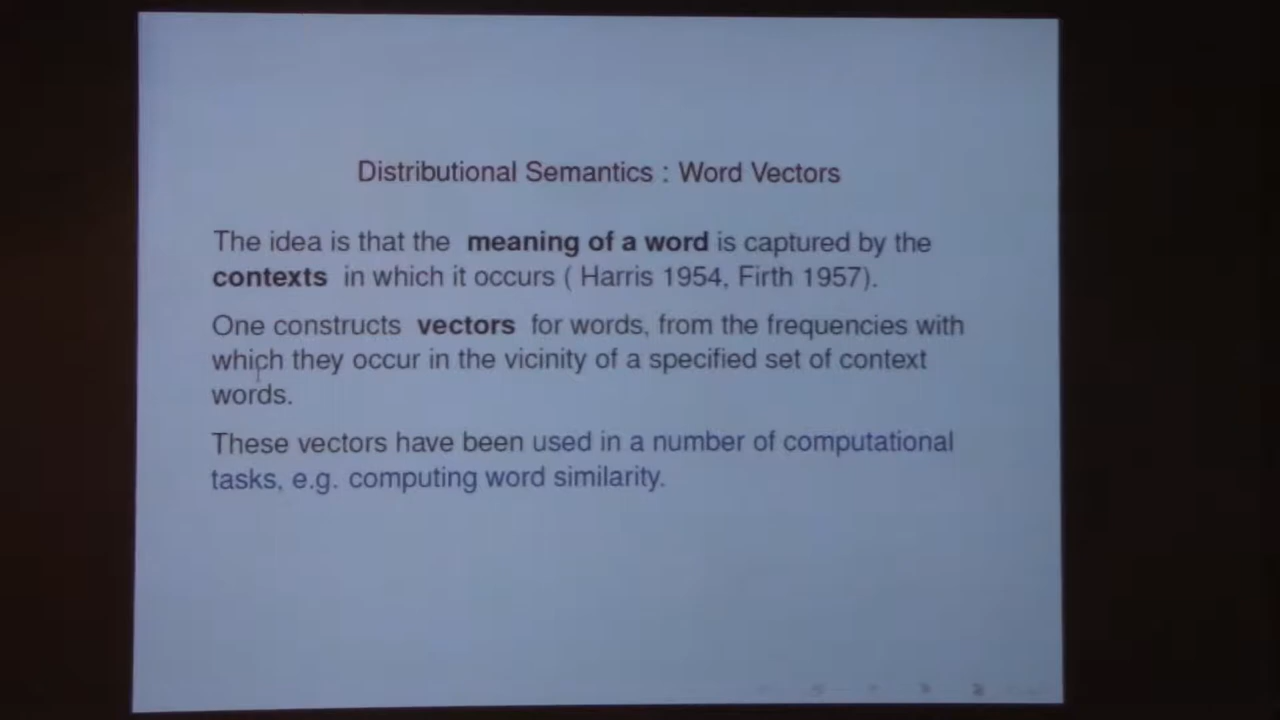 Distributional Semantics : Word Vectors
The idea is that the meaning of a word is captured by the
contexts in which it occurs ( Harris 1954, Firth 1957).
One constructs vectors for words, from the frequencies with
which they occur in the vicinity of a specified set of context
words.
These vectors have been used in a number of computational
tasks, e.g. computing word similarity.